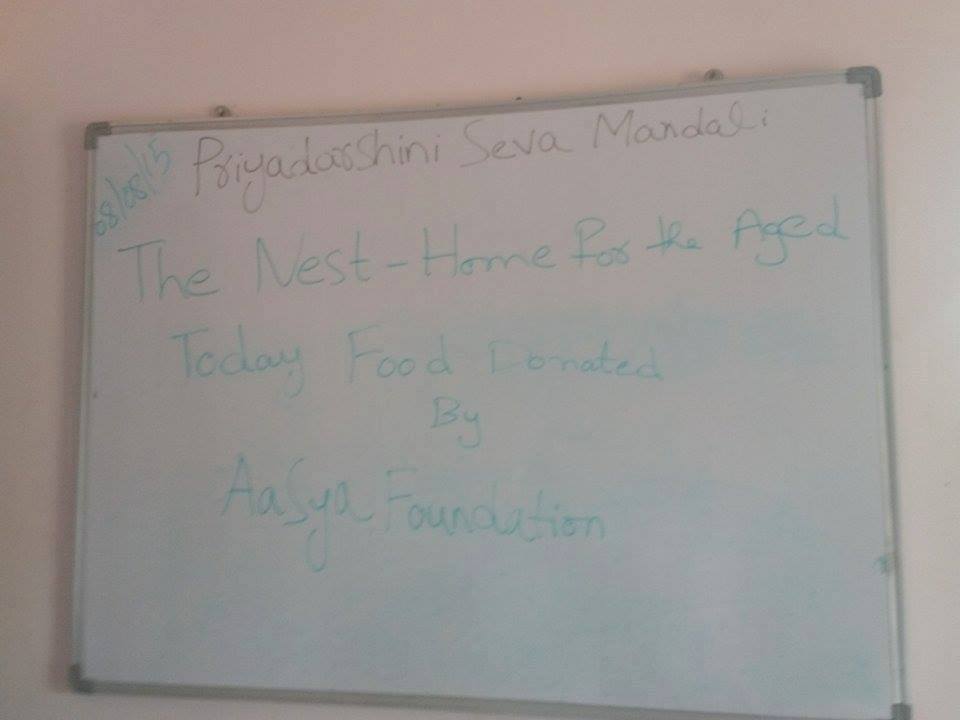 08/08/15
Priyadarshini Seva Mandali
The Nest - Home For the Aged
Today Food Donated
By
Aasya Foundation